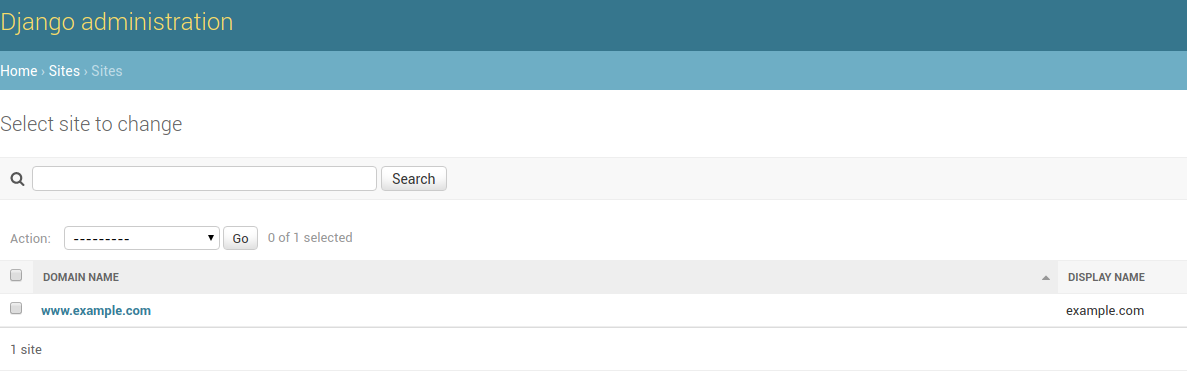 Django administration
Home › Sites › Sites
Select site to change
Search
Action: --------- Go 0 of 1 selected
DOMAIN NAME DISPLAY NAME
www.example.com example.com
1 site